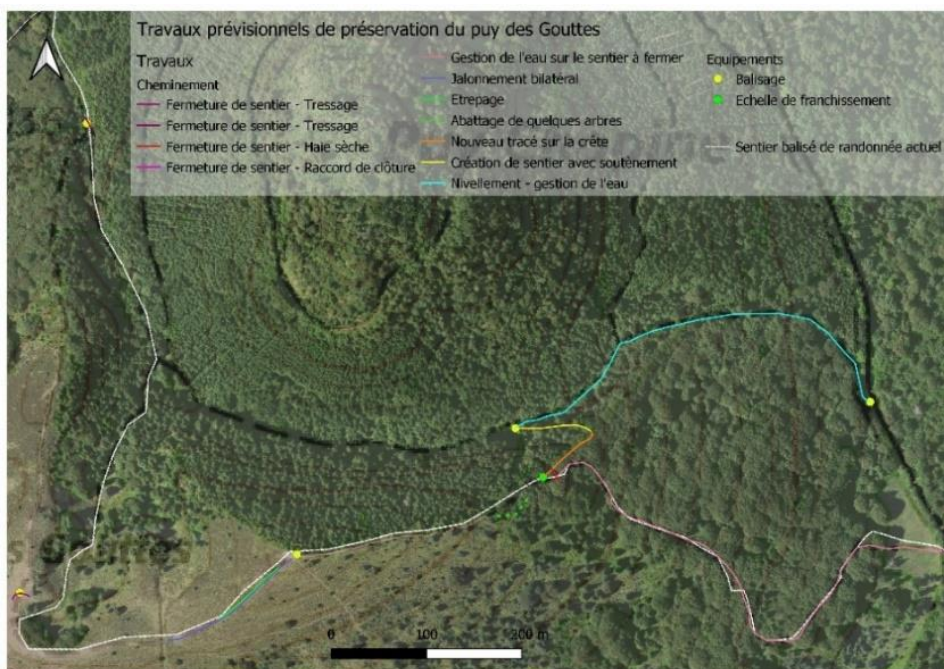 Travaux prévisionnels de préservation du puy des Gouttes
Travaux
Cheminement
Fermeture de sentier - Tressage
Fermeture de sentier - Tressage
Fermeture de sentier - Haie sèche
Fermeture de sentier - Raccord de clôture
Gestion de l'eau sur le sentier à fermer
Jalonnement bilatéral
Etrepage
Abattage de quelques arbres
Nouveau tracé sur la crête
Création de sentier avec soutènement
Nivellement - gestion de l'eau
Equipements
Balisage
Echelle de franchissement
Sentier balisé de randonnée actuel
s Gouttes
0 100 200 m